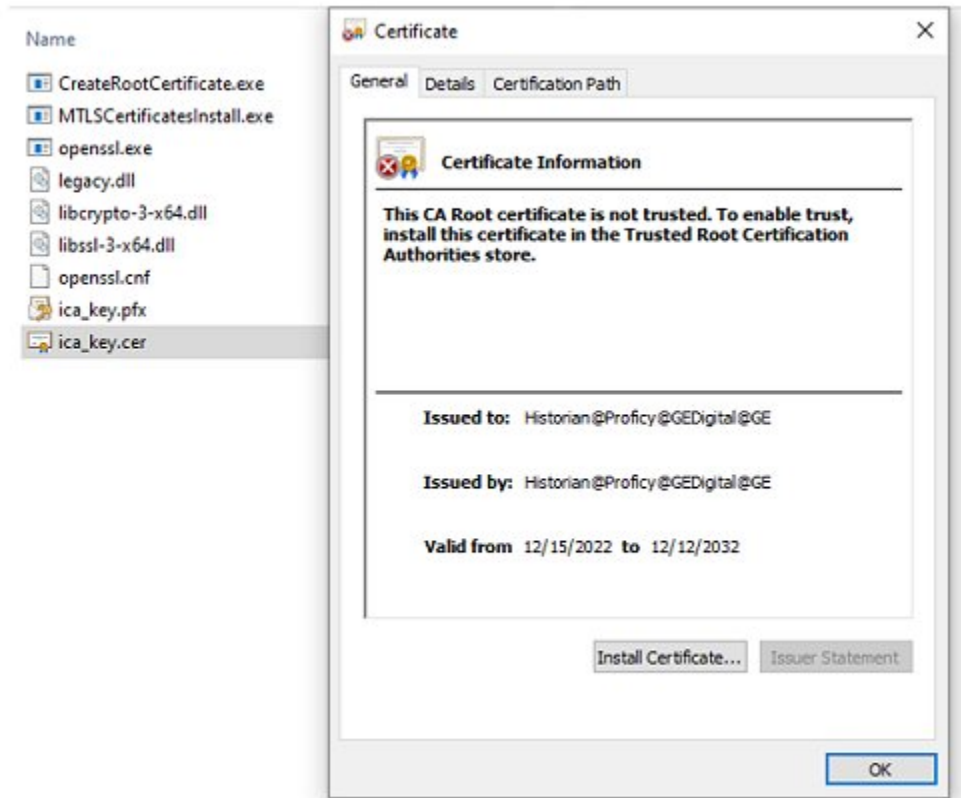 Name
CreateRootCertificate.exe
MTLSCertificatesInstall.exe
openssl.exe
legacy.dll
libcrypto-3-x64.dll
libssl-3-x64.dll
openssl.cnf
ica_key.pfx
ica_key.cer
Certificate
General Details Certification Path
Certificate Information
This CA Root certificate is not trusted. To enable trust,
install this certificate in the Trusted Root Certification
Authorities store.
Issued to: Historian@Proficy@GEDigital@GE
Issued by: Historian@Proficy@GEDigital@GE
Valid from 12/15/2022 to 12/12/2032
Install Certificate... Issuer Statement
OK